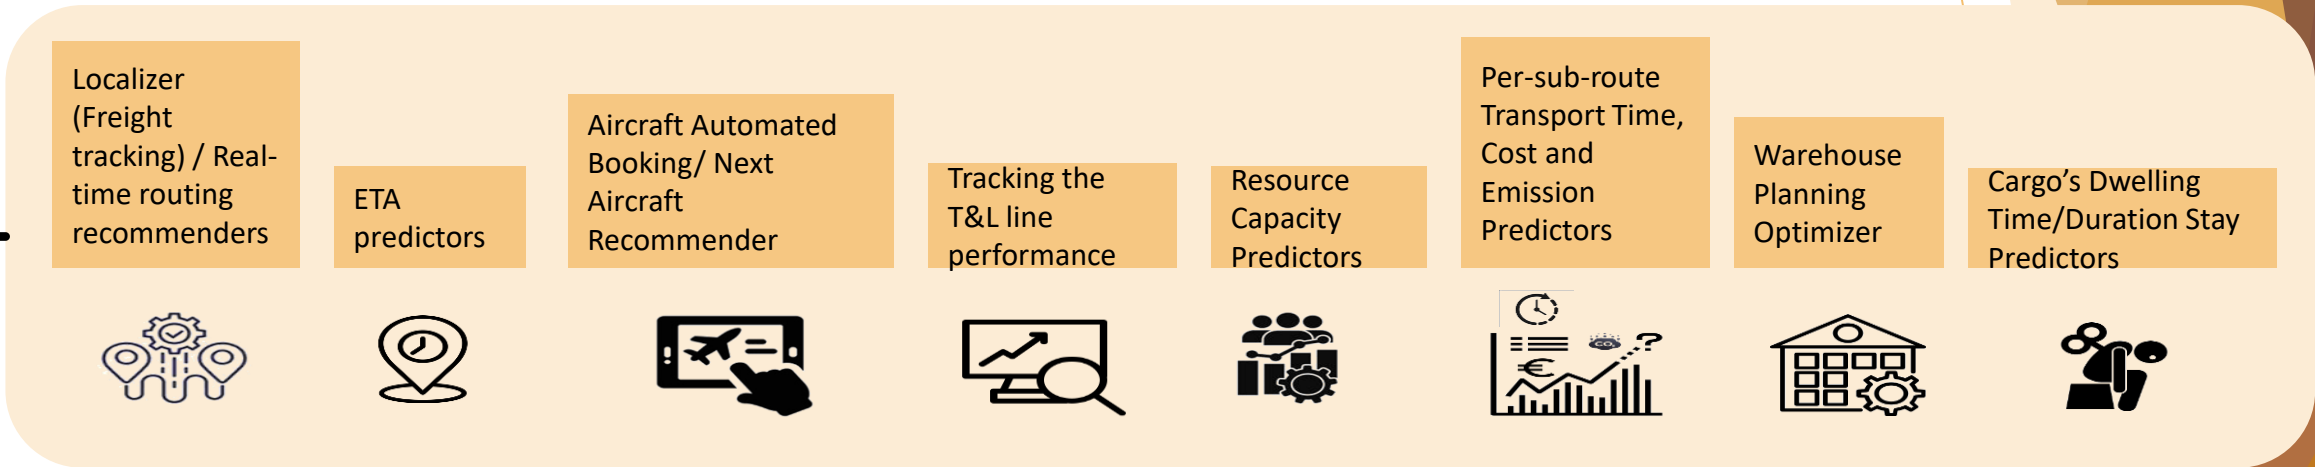 Localizer
(Freight
tracking) / Real-
time routing
recommenders
ETA
predictors
Aircraft Automated
Booking/ Next
Aircraft
Recommender
Tracking the
T&L line
performance
Resource
Capacity
Predictors
Per-sub-route
Transport Time,
Cost and
Emission
Predictors
Warehouse
Planning
Optimizer
Cargo’s Dwelling
Time/Duration Stay
Predictors
CO₂
€
?